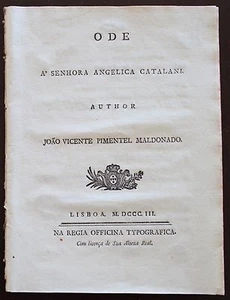 ODE
A' SENHORA ANGELICA CATALANI.
AUTHOR
JOÃO VICENTE PIMENTEL MALDONADO.
LISBOA. M. DCCC. III.
NA REGIA OFFICINA TYPOGRAFICA.
Com licença de Sua Alteza Real.